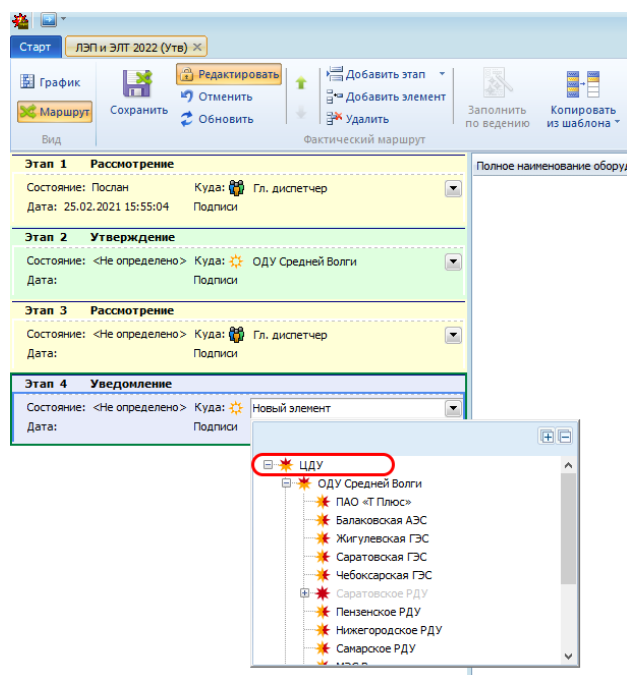 Старт
ЛЭП и ЭЛТ 2022 (Утв)
График
Маршрут
Вид
Сохранить
Редактировать
Отменить
Обновить
Добавить этап
Добавить элемент
Удалить
Фактический маршрут
Заполнить
по ведению
Копировать
из шаблона
Этап 1 Рассмотрение
Состояние: Послан Куда: Гл. диспетчер
Дата: 25.02.2021 15:55:04 Подписи
Этап 2 Утверждение
Состояние: <Не определено> Куда: ОДУ Средней Волги
Дата: Подписи
Этап 3 Рассмотрение
Состояние: <Не определено> Куда: Гл. диспетчер
Дата: Подписи
Этап 4 Уведомление
Состояние: <Не определено> Куда: Новый элемент
Дата: Подписи
Полное наименование обору
ЦДУ
ОДУ Средней Волги
ПАО «Т Плюс»
Балаковская АЭС
Жигулевская ГЭС
Саратовская ГЭС
Чебоксарская ГЭС
Саратовское РДУ
Пензенское РДУ
Нижегородское РДУ
Самарское РДУ